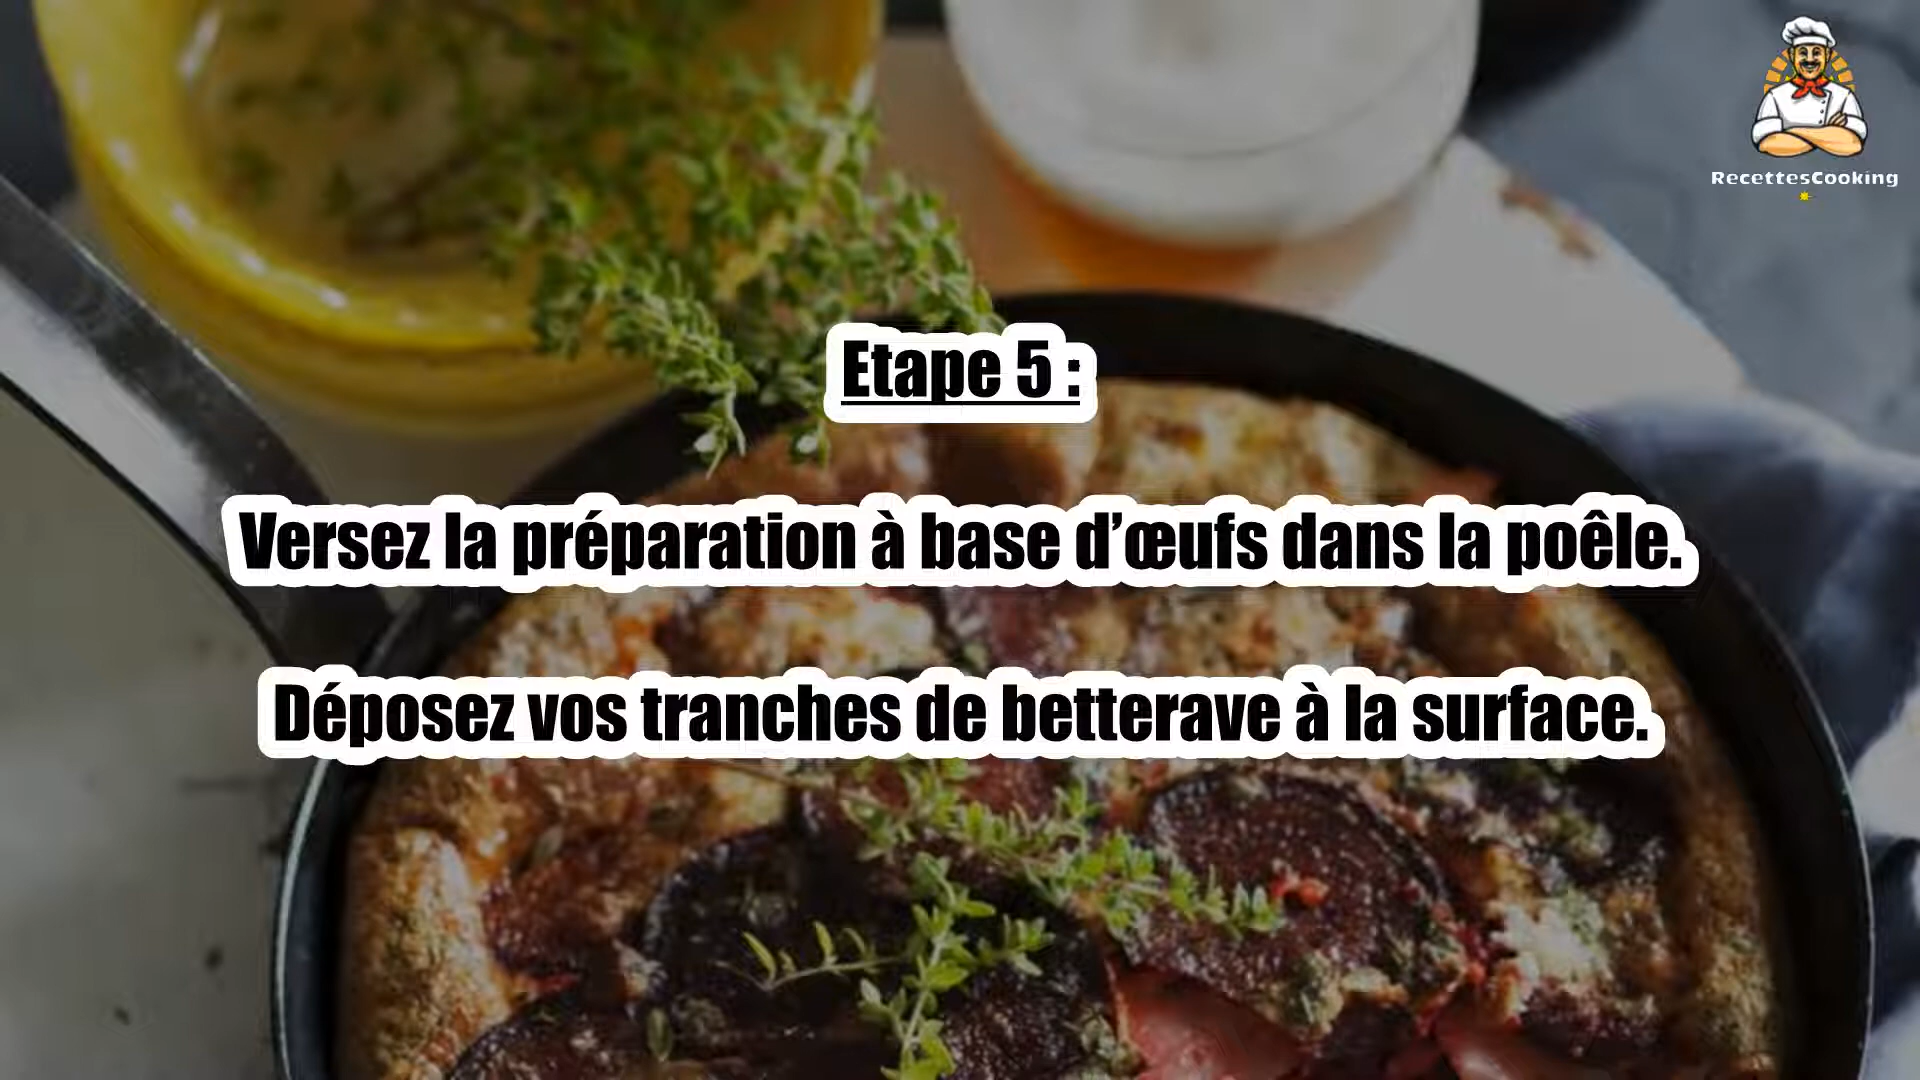 RecettesCooking
Etape 5 :
Versez la préparation à base d’œufs dans la poêle.
Déposez vos tranches de betterave à la surface.